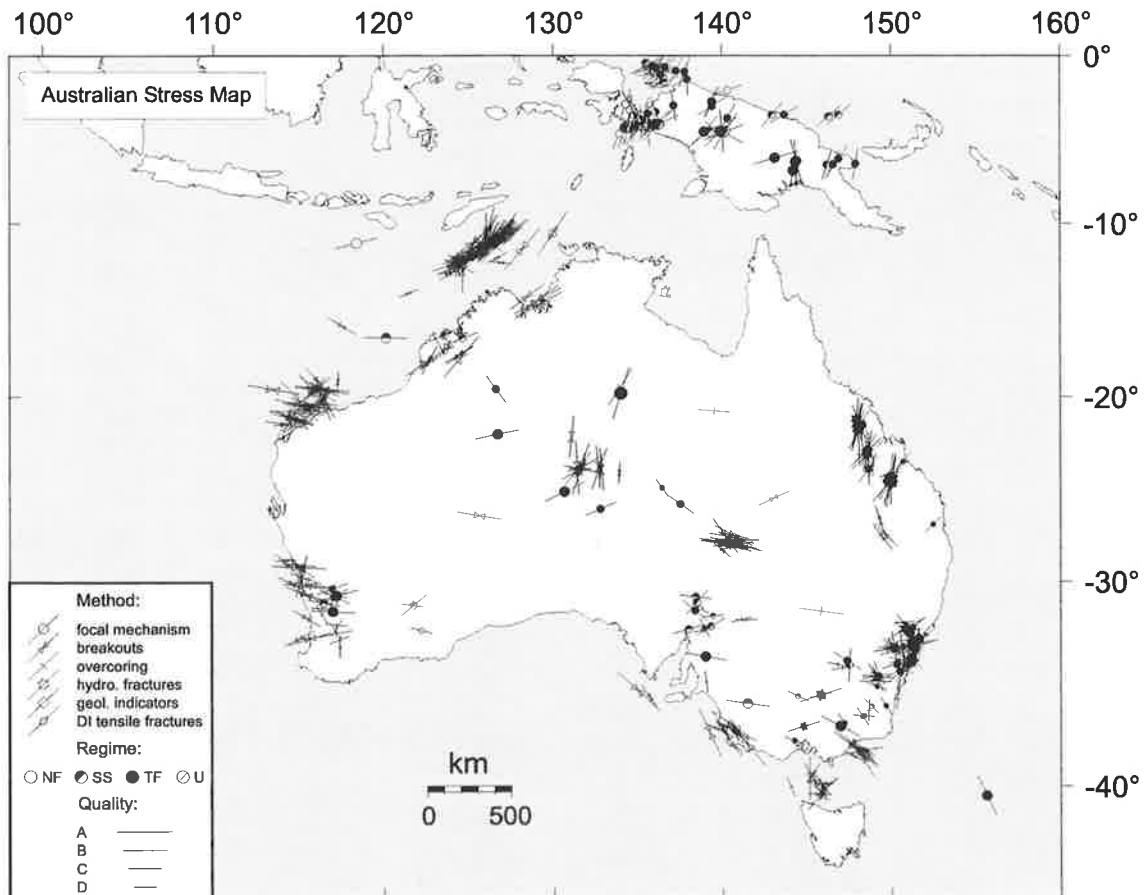 100° 110° 120° 130° 140° 150° 160°
0°
Australian Stress Map
-10°
-20°
-30°
-40°
Method:
focal mechanism
breakouts
overcoring
hydro. fractures
geol. indicators
DI tensile fractures
Regime:
NF SS TF U
Quality:
A
B
C
D
km
0 500